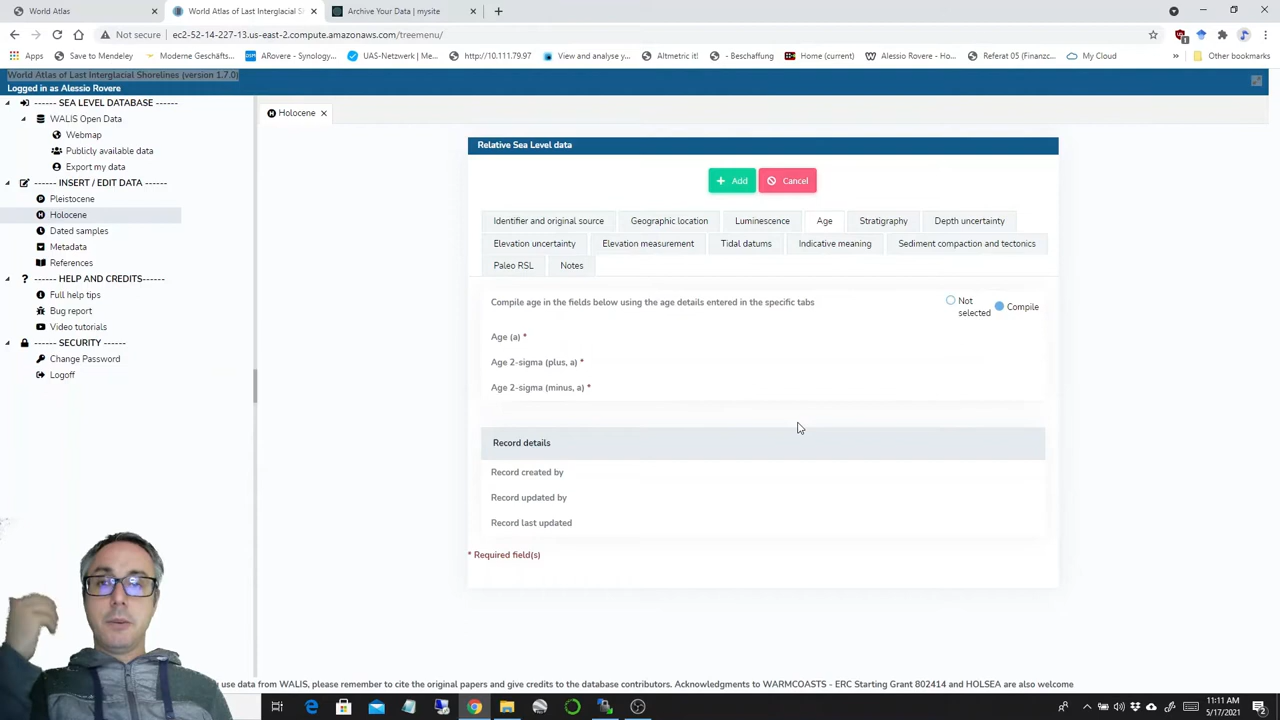 World Atlas
World Atlas of Last Interglacial Sh
Archive Your Data | mysite
Not secure
ec2-52-14-227-13.us-east-2.compute.amazonaws.com/treemenu/
Apps
Save to Mendeley
Moderne Geschäfts...
ARovere - Synology...
UAS-Netzwerk | Me...
http://10.111.79.97
View and analyse y...
Altmetric it!
- Beschaffung
Home (current)
Alessio Rovere - Ho...
Referat 05 (Finanzc...
My Cloud
»
Other bookmarks
World Atlas of Last Interglacial Shorelines (version 1.7.0)
Logged in as Alessio Rovere
------ SEA LEVEL DATABASE ------
WALIS Open Data
Webmap
Publicly available data
Export my data
------ INSERT / EDIT DATA ------
Pleistocene
Holocene
Dated samples
Metadata
References
------ HELP AND CREDITS------
Full help tips
Bug report
Video tutorials
------ SECURITY ------
Change Password
Logoff
Holocene
Relative Sea Level data
+ Add
Cancel
Identifier and original source
Geographic location
Luminescence
Age
Stratigraphy
Depth uncertainty
Elevation uncertainty
Elevation measurement
Tidal datums
Indicative meaning
Sediment compaction and tectonics
Paleo RSL
Notes
Compile age in the fields below using the age details entered in the specific tabs
Not
selected
Compile
Age (a) *
Age 2-sigma (plus, a) *
Age 2-sigma (minus, a) *
Record details
Record created by
Record updated by
Record last updated
* Required field(s)
use data from WALIS, please remember to cite the original papers and give credits to the database contributors. Acknowledgments to WARMCOASTS - ERC Starting Grant 802414 and HOLSEA are also welcome
11:11 AM
5/17/2021